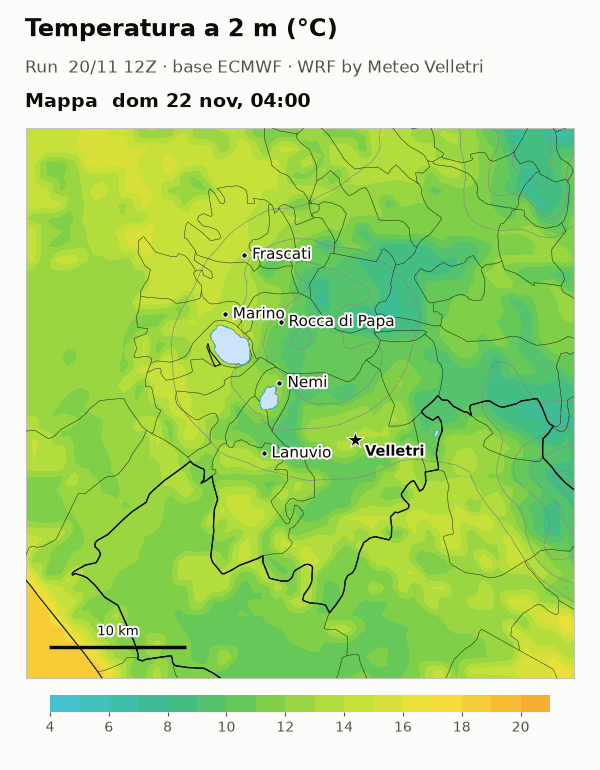 Temperatura a 2 m (°C)
Run  20/11 12Z · base ECMWF · WRF by Meteo Velletri
Mappa  dom 22 nov, 04:00
Frascati
Marino
Rocca di Papa
Nemi
Velletri
Lanuvio
10 km
4 6 8 10 12 14 16 18 20